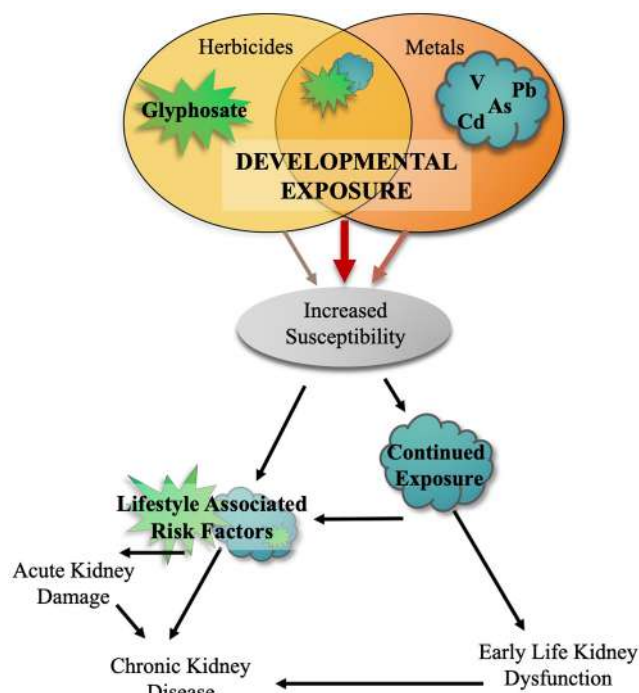 Herbicides
Metals
Glyphosate
V
Pb
As
Cd
DEVELOPMENTAL
EXPOSURE
Increased
Susceptibility
Continued
Exposure
Lifestyle Associated
Risk Factors
Acute Kidney
Damage
Early Life Kidney
Dysfunction
Chronic Kidney
Disease